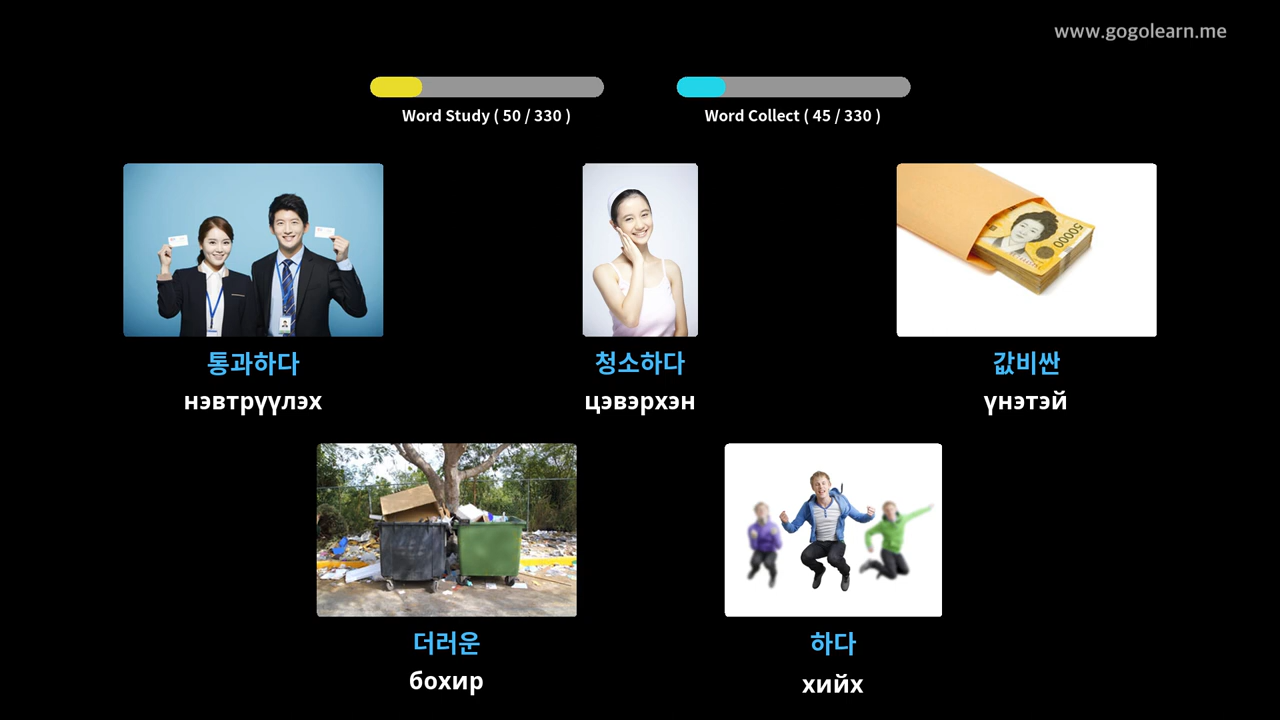 www.gogolearn.me
Word Study ( 50 / 330 )
Word Collect ( 45 / 330 )
통과하다
нэвтрүүлэх
청소하다
цэвэрхэн
값비싼
үнэтэй
50000
더러운
бохир
하다
хийх